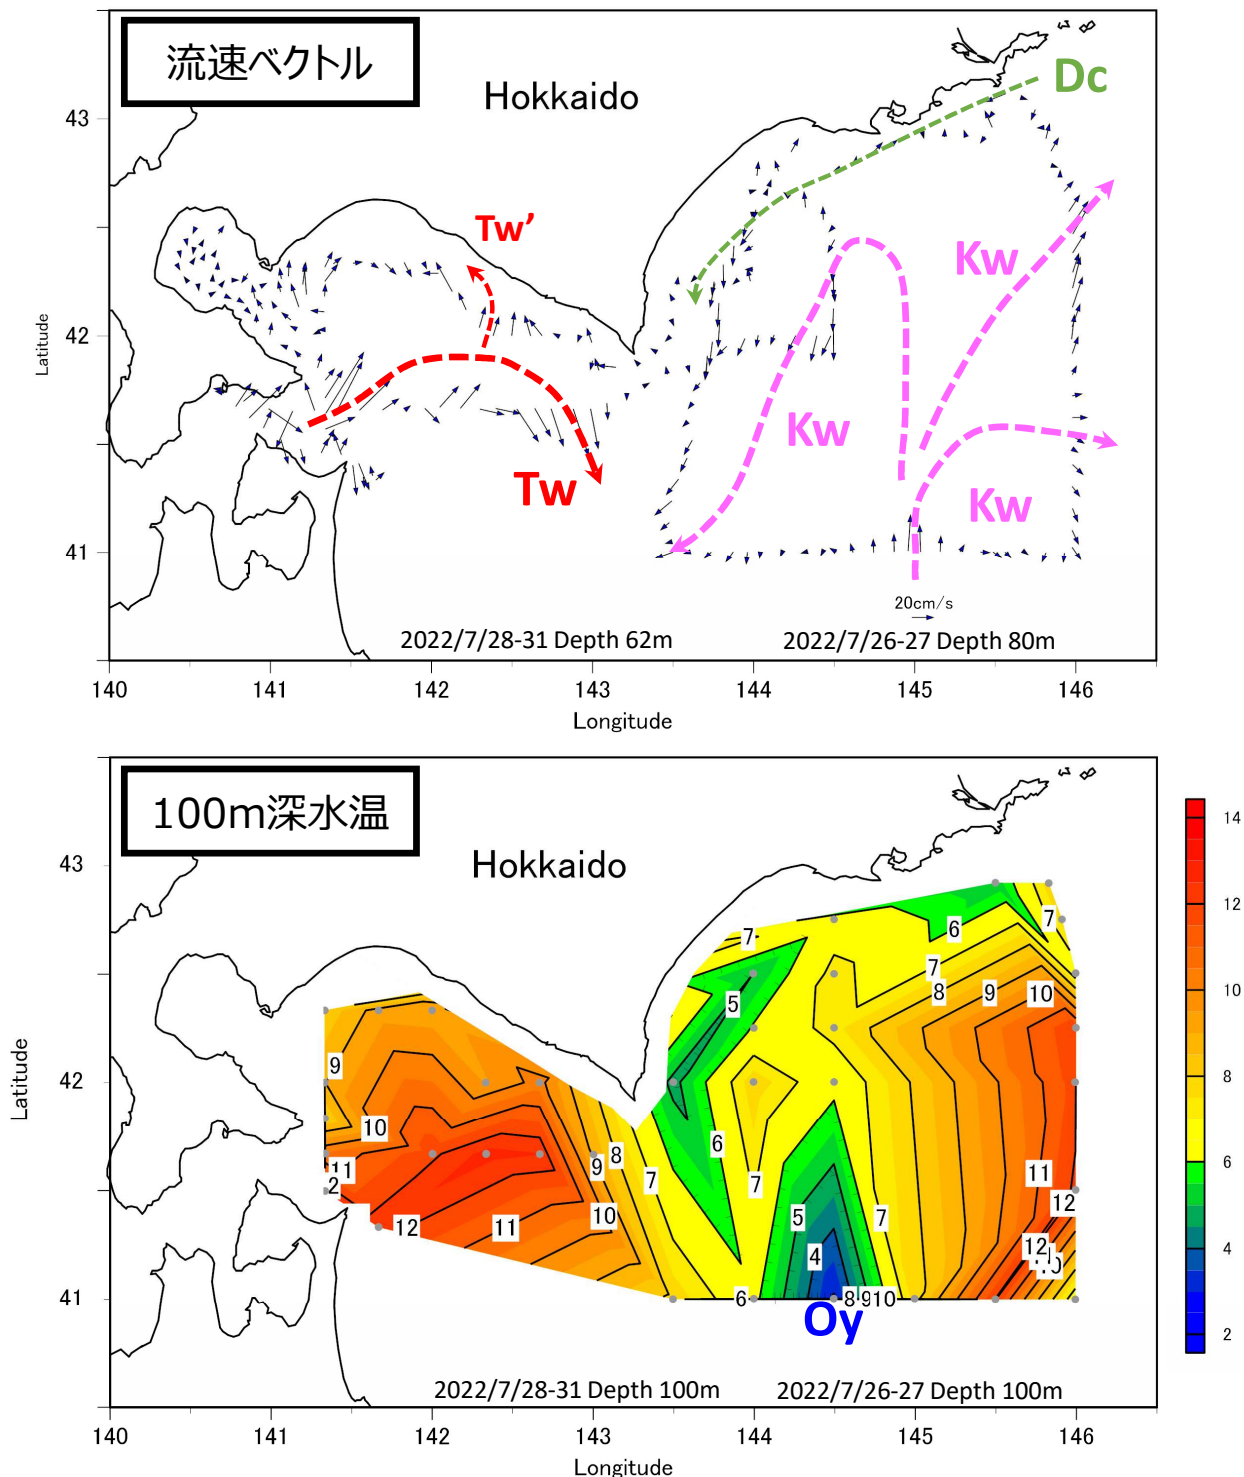 流速ベクトル
Hokkaido
Dc
Tw’
Kw
Kw
Tw
Kw
20cm/s
2022/7/28-31 Depth 62m
2022/7/26-27 Depth 80m
43
42
41
Latitude
140
141
142
143
144
145
146
Longitude
100m深水温
Hokkaido
43
42
41
Latitude
7
6
7
7
5
8
9
10
9
10
11
2
12
11
10
9
8
7
6
7
5
4
7
11
12
12
6
8
9
10
Oy
2022/7/28-31 Depth 100m
2022/7/26-27 Depth 100m
140
141
142
143
144
145
146
Longitude
14
12
10
8
6
4
2